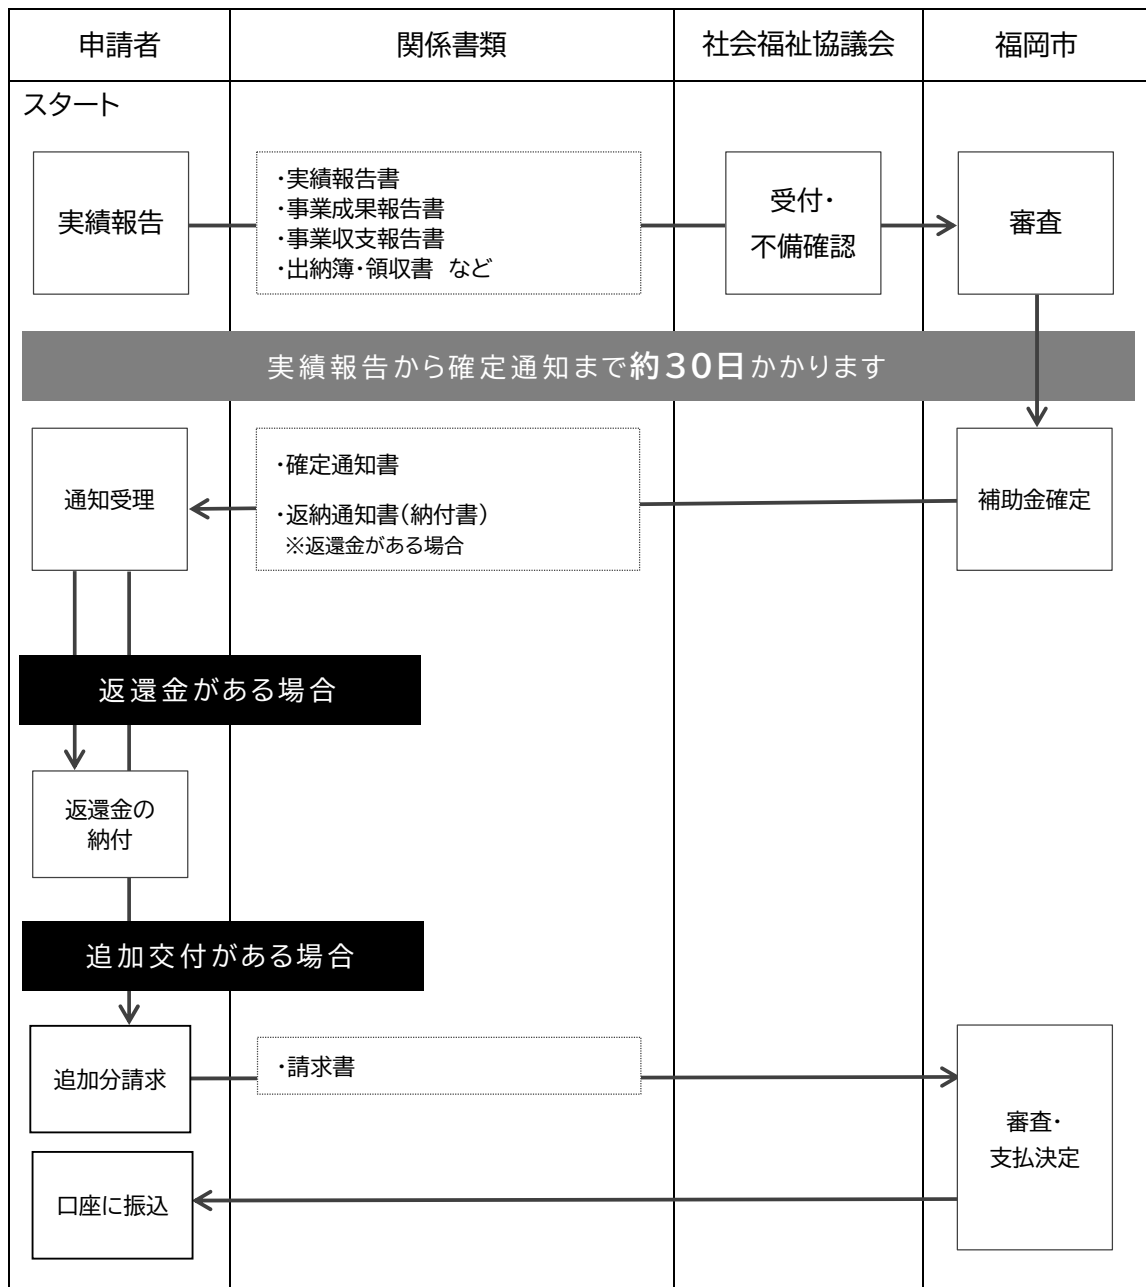 申請者
関係書類
社会福祉協議会
福岡市
スタート
実績報告
・実績報告書
・事業成果報告書
・事業収支報告書
・出納簿・領収書　など
受付・
不備確認
審査
実績報告から確定通知まで約30日かかります
通知受理
・確定通知書
・返納通知書(納付書)
※返還金がある場合
補助金確定
返還金がある場合
返還金の
納付
追加交付がある場合
追加分請求
・請求書
審査・
支払決定
口座に振込